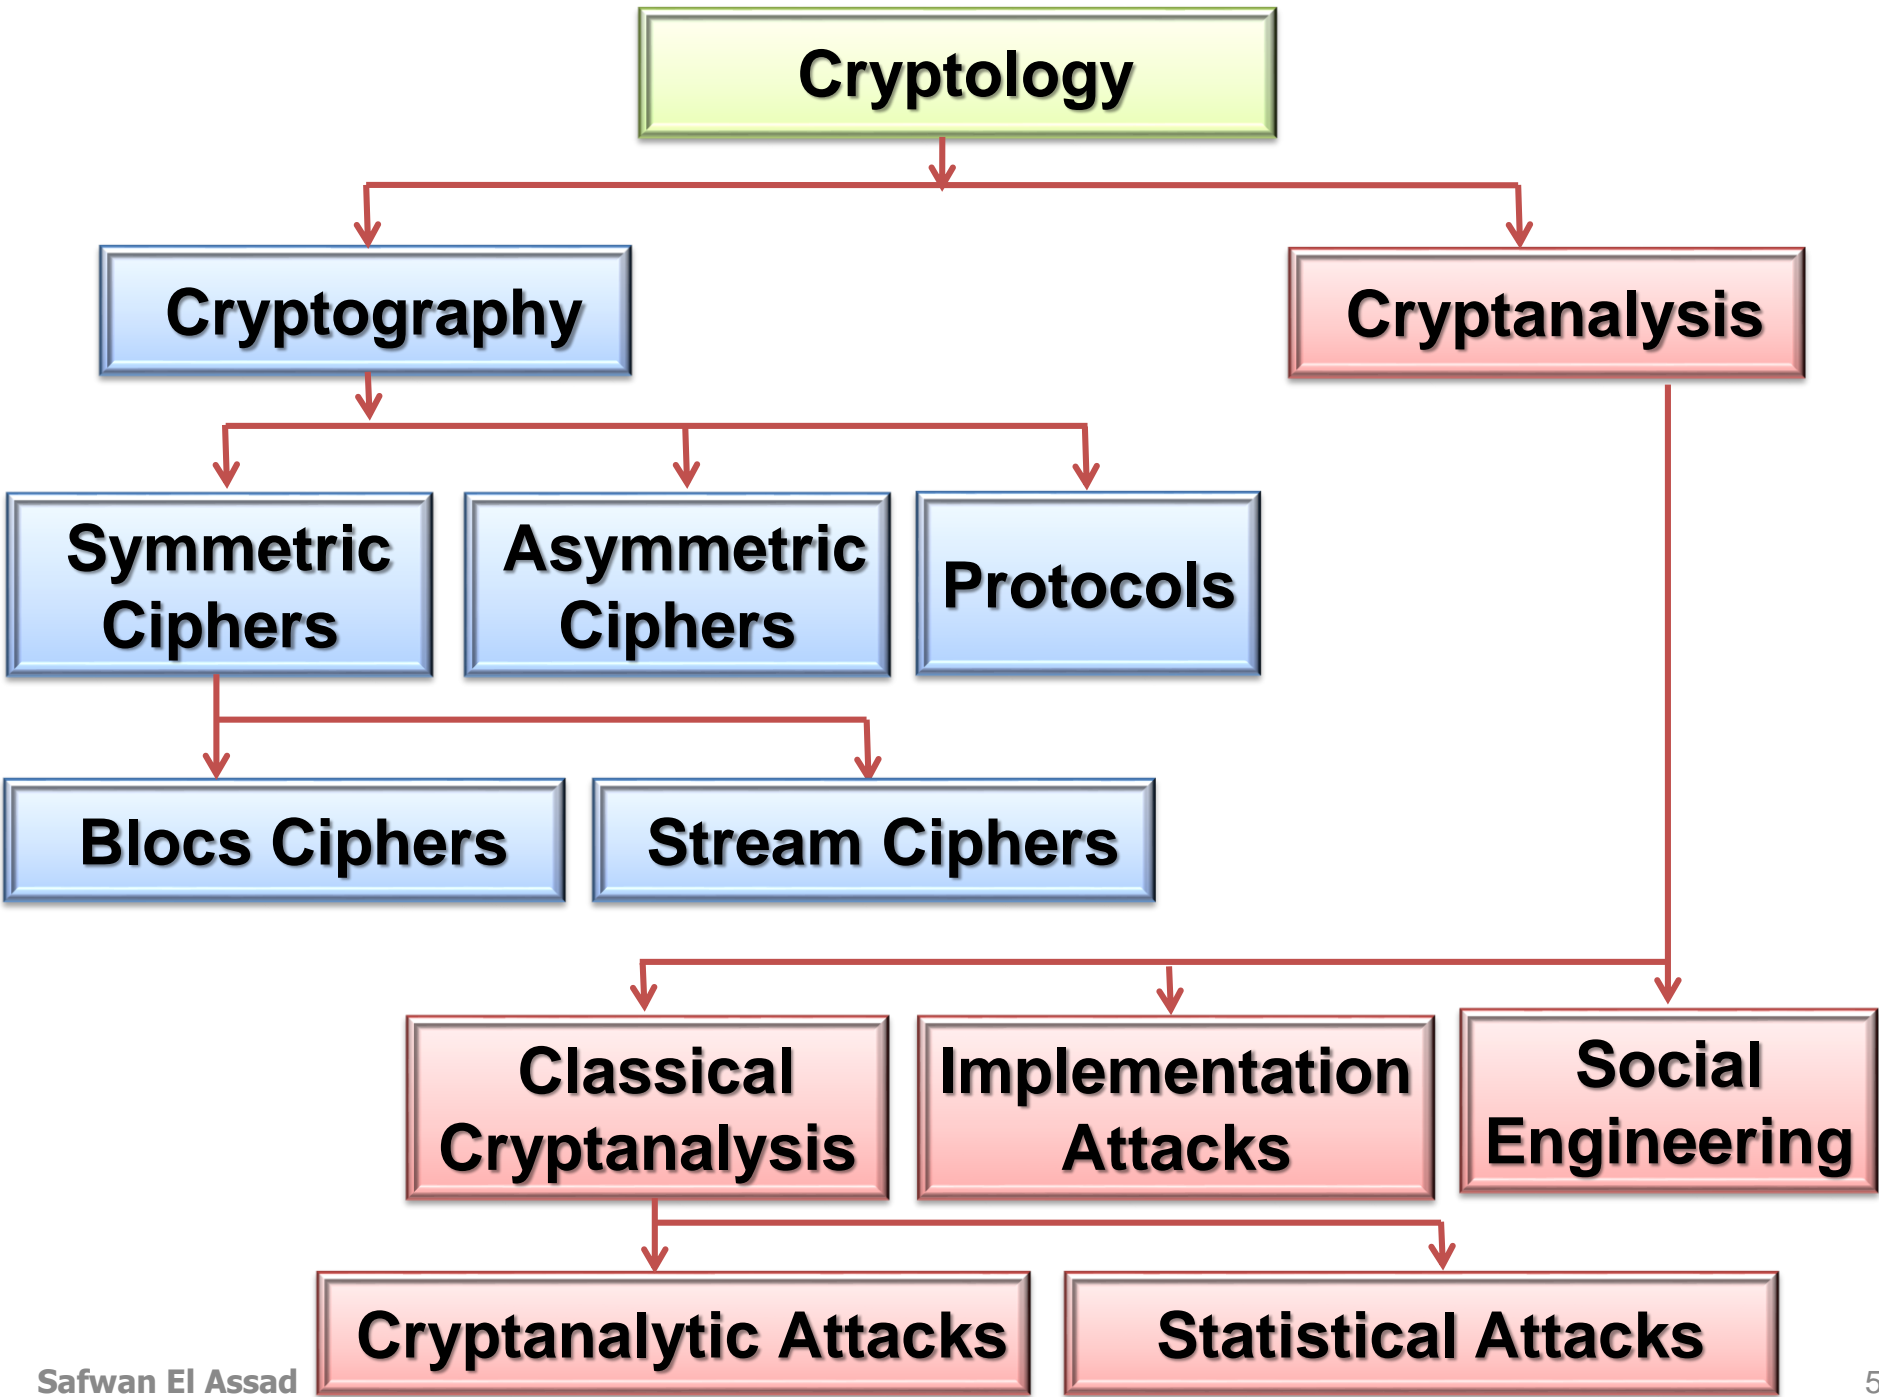 Cryptology
Cryptography
Cryptanalysis
Symmetric
Ciphers
Asymmetric
Ciphers
Protocols
Blocs Ciphers
Stream Ciphers
Classical
Cryptanalysis
Implementation
Attacks
Social
Engineering
Cryptanalytic Attacks
Statistical Attacks
Safwan El Assad
5